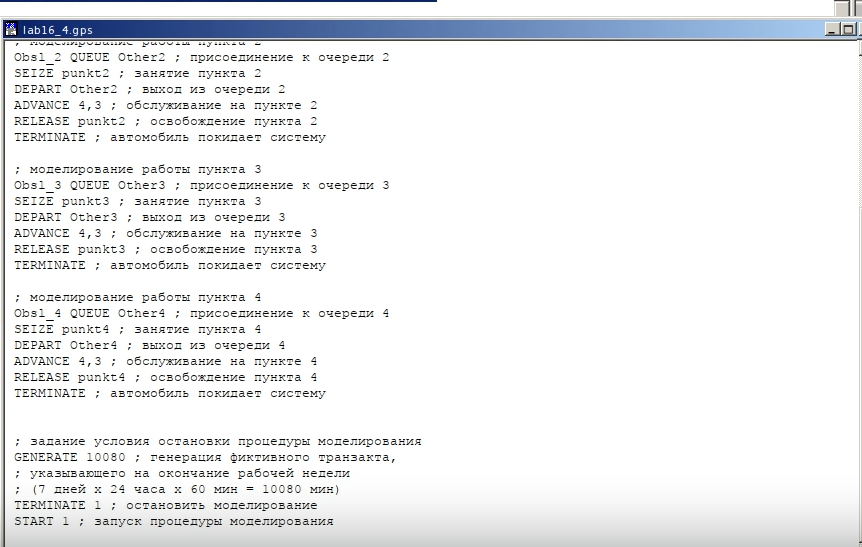 lab16_4.gps
; моделирование работы пункта 2
Obsl_2 QUEUE Other2 ; присоединение к очереди 2
SEIZE punkt2 ; занятие пункта 2
DEPART Other2 ; выход из очереди 2
ADVANCE 4,3 ; обслуживание на пункте 2
RELEASE punkt2 ; освобождение пункта 2
TERMINATE ; автомобиль покидает систему
; моделирование работы пункта 3
Obsl_3 QUEUE Other3 ; присоединение к очереди 3
SEIZE punkt3 ; занятие пункта 3
DEPART Other3 ; выход из очереди 3
ADVANCE 4,3 ; обслуживание на пункте 3
RELEASE punkt3 ; освобождение пункта 3
TERMINATE ; автомобиль покидает систему
; моделирование работы пункта 4
Obsl_4 QUEUE Other4 ; присоединение к очереди 4
SEIZE punkt4 ; занятие пункта 4
DEPART Other4 ; выход из очереди 4
ADVANCE 4,3 ; обслуживание на пункте 4
RELEASE punkt4 ; освобождение пункта 4
TERMINATE ; автомобиль покидает систему
; задание условия остановки процедуры моделирования
GENERATE 10080 ; генерация фиктивного транзакта,
; указывающего на окончание рабочей недели
; (7 дней x 24 часа x 60 мин = 10080 мин)
TERMINATE 1 ; остановить моделирование
START 1 ; запуск процедуры моделирования